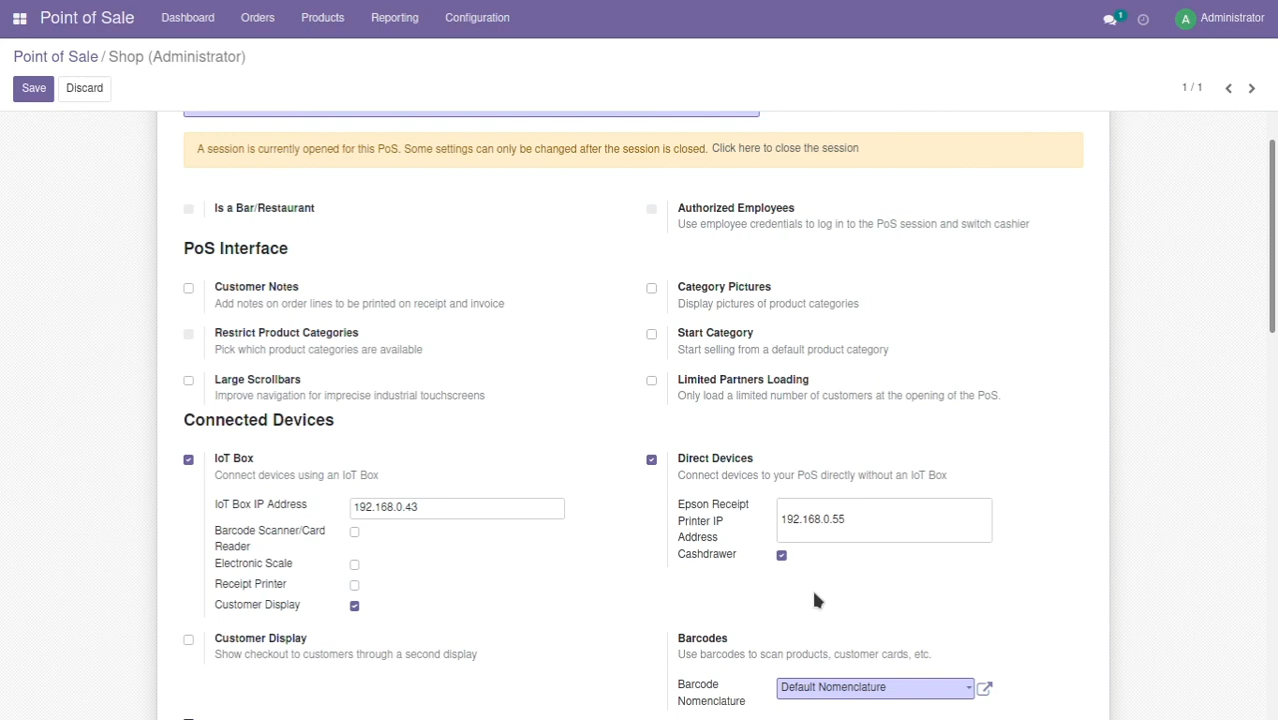 Point of Sale Dashboard Orders Products Reporting Configuration 1 A Administrator
Point of Sale / Shop (Administrator)
Save Discard 1 / 1
A session is currently opened for this PoS. Some settings can only be changed after the session is closed. Click here to close the session
Is a Bar/Restaurant
Authorized Employees
Use employee credentials to log in to the PoS session and switch cashier
PoS Interface
Customer Notes
Add notes on order lines to be printed on receipt and invoice
Category Pictures
Display pictures of product categories
Restrict Product Categories
Pick which product categories are available
Start Category
Start selling from a default product category
Large Scrollbars
Improve navigation for imprecise industrial touchscreens
Limited Partners Loading
Only load a limited number of customers at the opening of the PoS.
Connected Devices
IoT Box
Connect devices using an IoT Box
IoT Box IP Address 192.168.0.43
Barcode Scanner/Card
Reader
Electronic Scale
Receipt Printer
Customer Display
Direct Devices
Connect devices to your PoS directly without an IoT Box
Epson Receipt
Printer IP 192.168.0.55
Address
Cashdrawer
Customer Display
Show checkout to customers through a second display
Barcodes
Use barcodes to scan products, customer cards, etc.
Barcode Default Nomenclature
Nomenclature